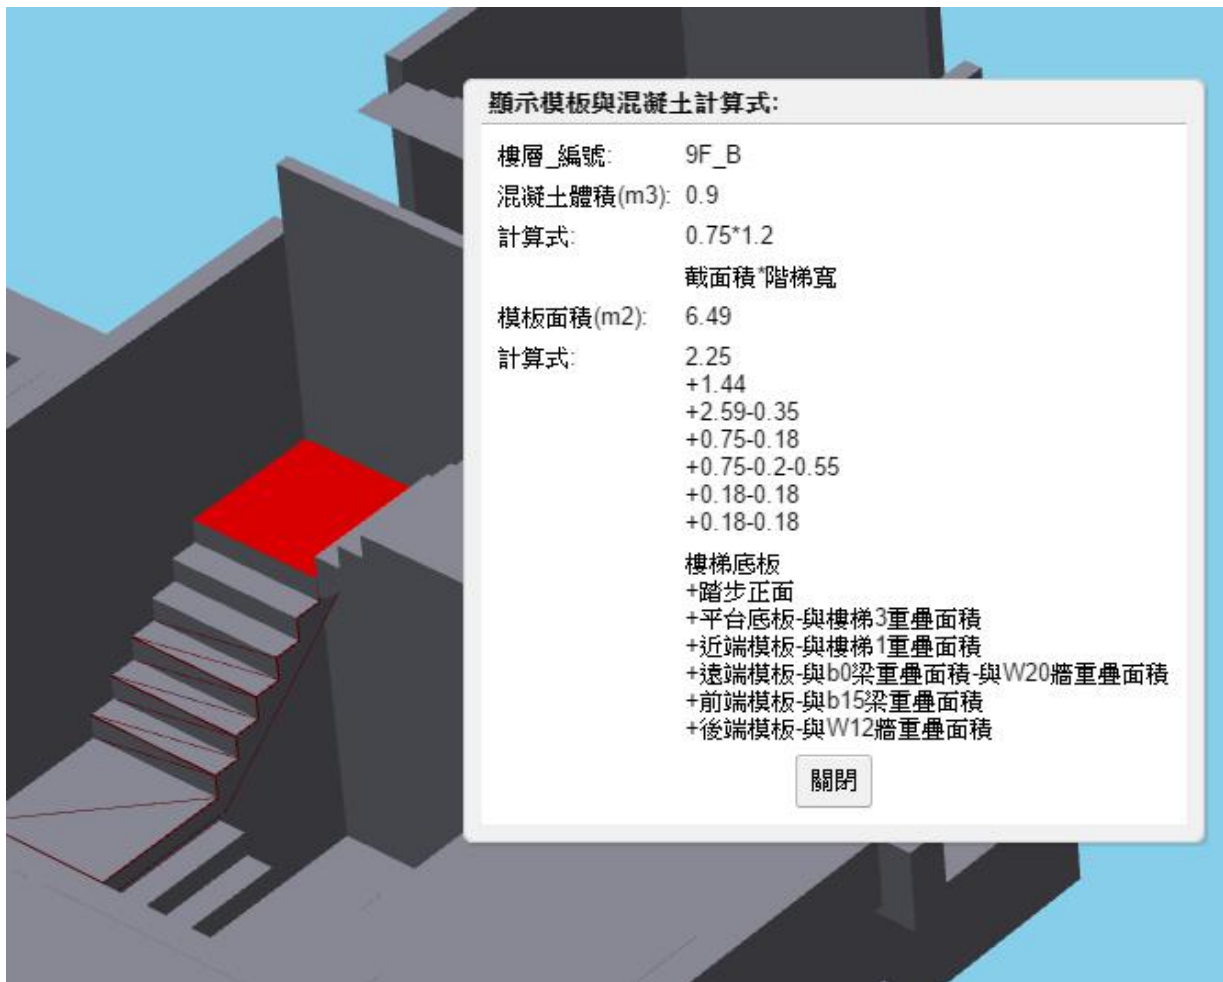 顯示模板與混凝土計算式:
樓層_編號: 9F_B
混凝土體積(m3): 0.9
計算式: 0.75*1.2
截面積*階梯寬
模板面積(m2): 6.49
計算式: 2.25
+1.44
+2.59-0.35
+0.75-0.18
+0.75-0.2-0.55
+0.18-0.18
+0.18-0.18
樓梯底板
+踏步正面
+平台底板-與樓梯3重疊面積
+近端模板-與樓梯1重疊面積
+遠端模板-與b0梁重疊面積-與W20牆重疊面積
+前端模板-與b15梁重疊面積
+後端模板-與W12牆重疊面積
關閉